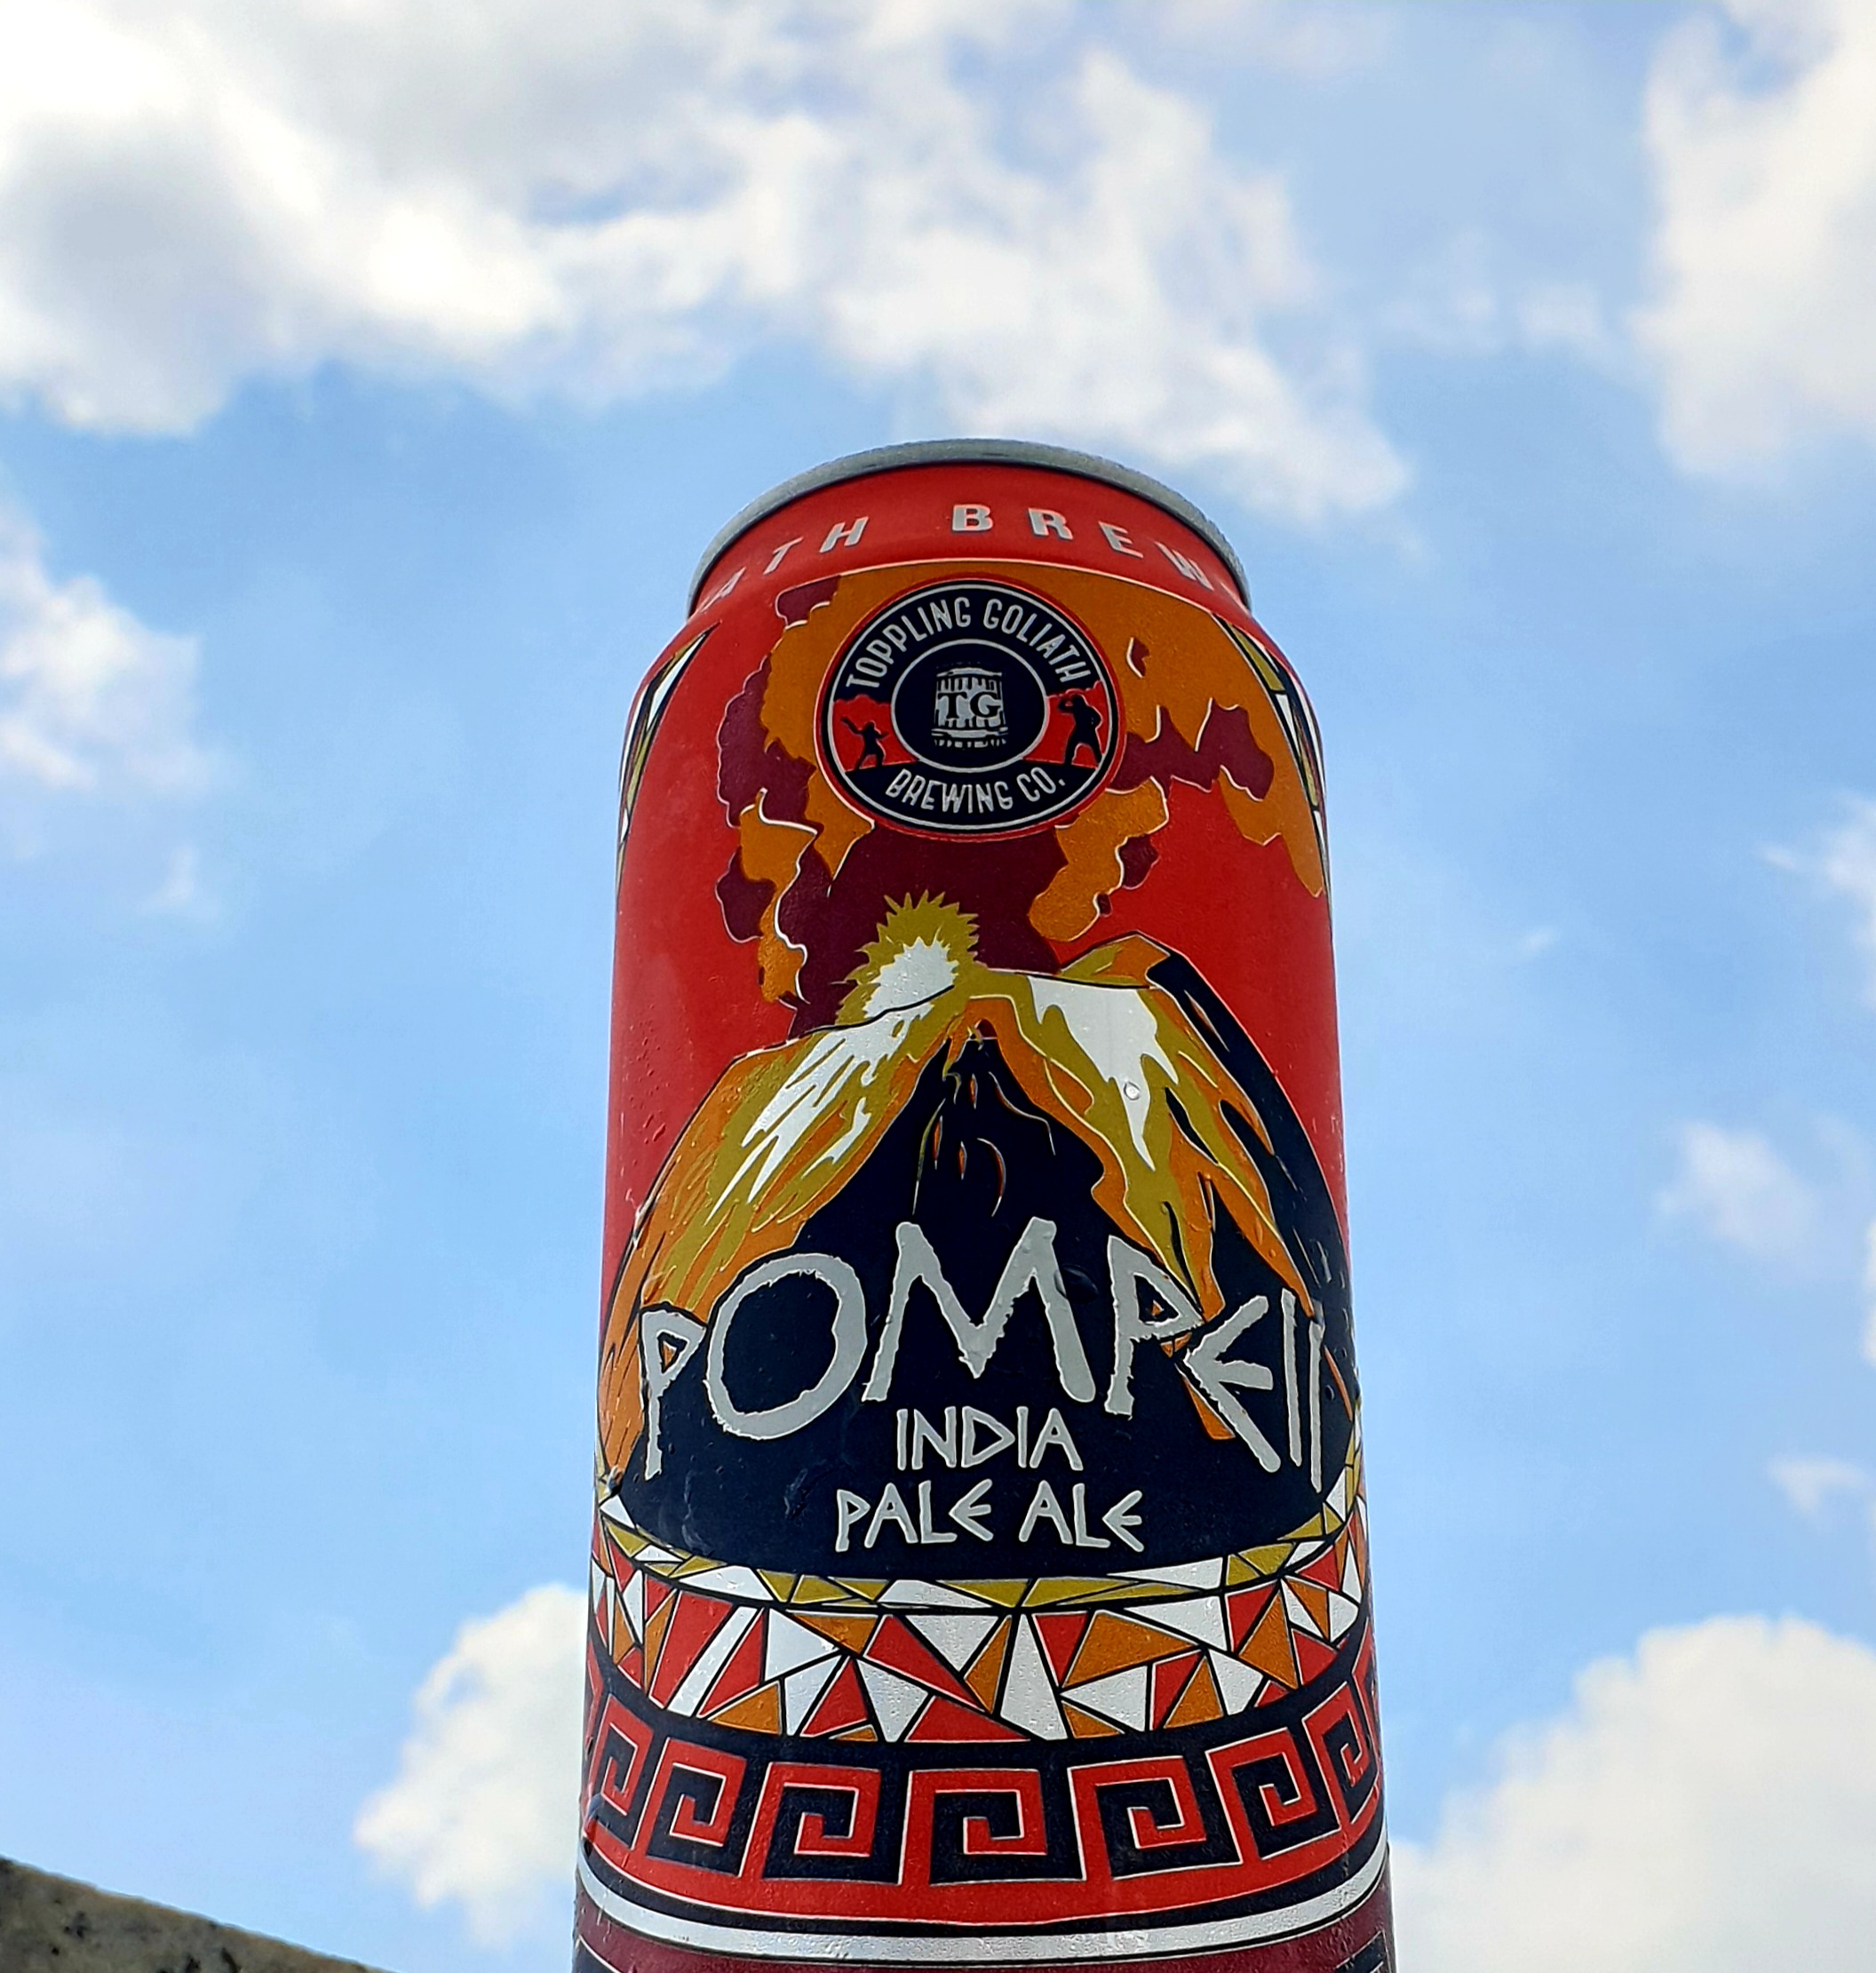 ATH BREW
TOPPLING GOLIATH
TG
BREWING CO.
POMPEII
INDIA
PALE ALE